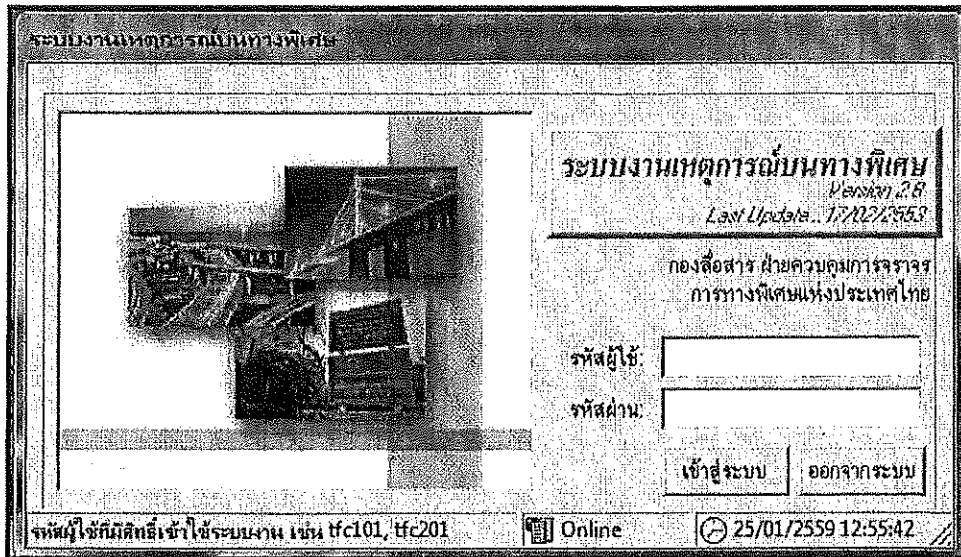 ระบบงานเหตุการณ์บนทางพิเศษ
ระบบงานเหตุการณ์บนทางพิเศษ
Version 2.8
Last Update.. 17/02/2553
กองสื่อสาร ฝ่ายควบคุมการจราจร
การทางพิเศษแห่งประเทศไทย
รหัสผู้ใช้:
รหัสผ่าน:
เข้าสู่ระบบ
ออกจากระบบ
รหัสผู้ใช้ที่มีสิทธิ์เข้าใช้ระบบงาน เช่น tfc101, tfc201
Online
25/01/2559 12:55:42